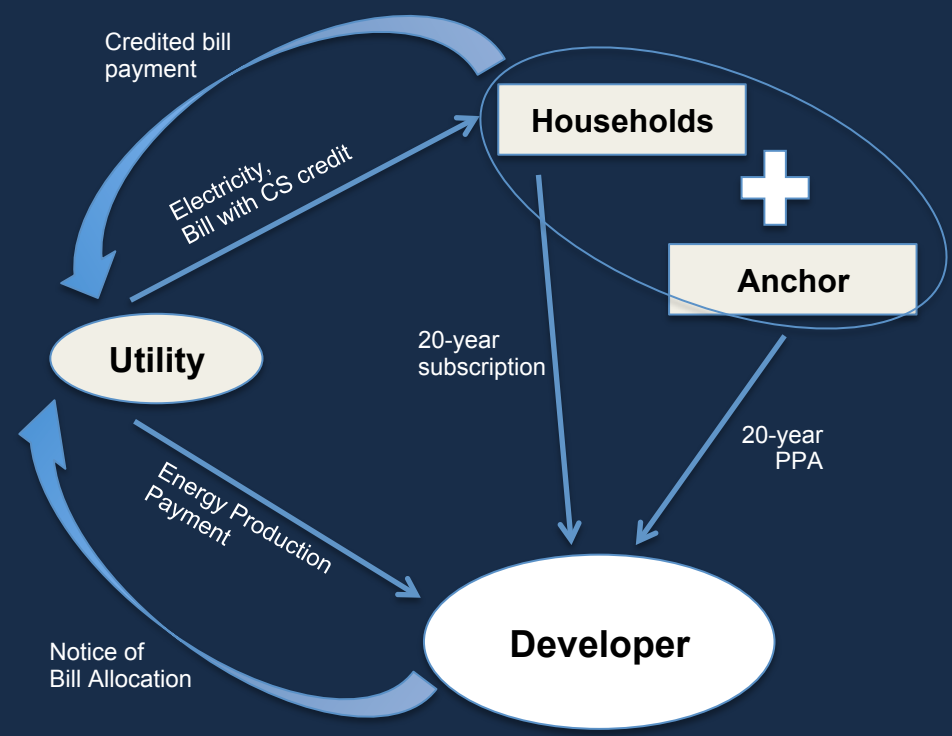 Credited bill
payment
Households
Electricity,
Bill with CS credit
Anchor
Utility
20-year
subscription
20-year
PPA
Energy Production
Payment
Developer
Notice of
Bill Allocation